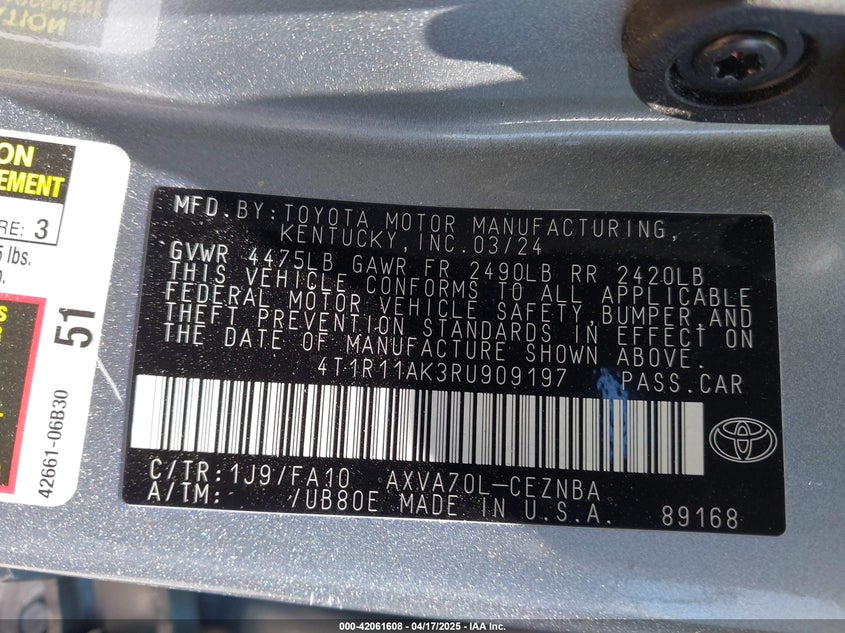 ON
EMENT
RE: 3
lbs.
51
42661-06B30
MFD.BY:TOYOTA MOTOR MANUFACTURING,
KENTUCKY, INC.03/24
GVWR 4475LB GAWR FR 2490LB RR 2420LB
THIS VEHICLE CONFORMS TO ALL APPLICABLE
FEDERAL MOTOR VEHICLE SAFETY,BUMPER,AND
THEFT PREVENTION STANDARDS IN EFFECT ON
THE DATE OF MANUFACTURE SHOWN ABOVE.
4T1R11AK3RU909197 PASS.CAR
C/TR:1J9/FA10 AXVA70L-CEZNBA
A/TM: /UB80E MADE IN U.S.A. 89168
000-42061608 - 04/17/2025 - IAA Inc.